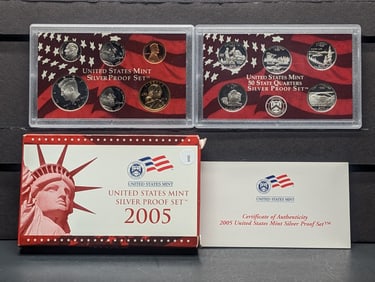 UNITED STATES MINT
SILVER PROOF SET™
UNITED STATES MINT
50 STATE QUARTERS
SILVER PROOF SET™
UNITED STATES MINT
UNITED STATES MINT
SILVER PROOF SET™
2005
UNITED STATES MINT
Certificate of Authenticity
2005 United States Mint Silver Proof Set™